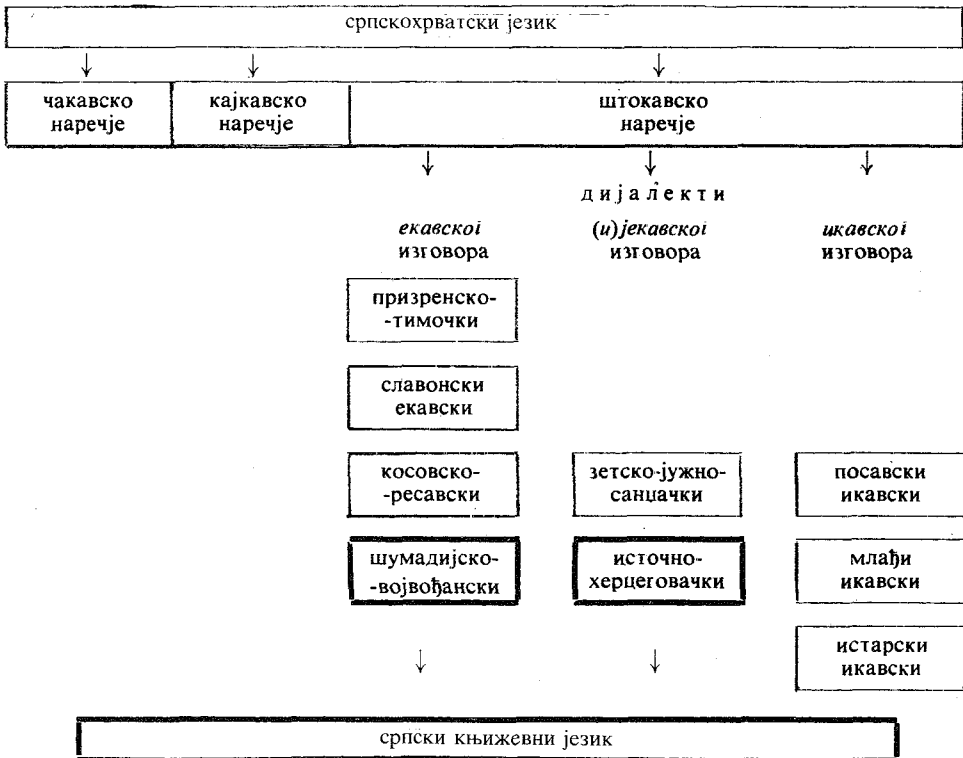 српскохрватски језик
чакавско
наречје
кајкавско
наречје
штокавско
наречје
дијалекти
екавског
изговора
(и)јекавског
изговора
икавског
изговора
призренско-
-тимочки
славонски
екавски
косовско-
-ресавски
зетско-јужно-
санџачки
посавски
икавски
шумадијско-
-војвођански
источно-
херцеговачки
млађи
икавски
истарски
икавски
српски књижевни језик